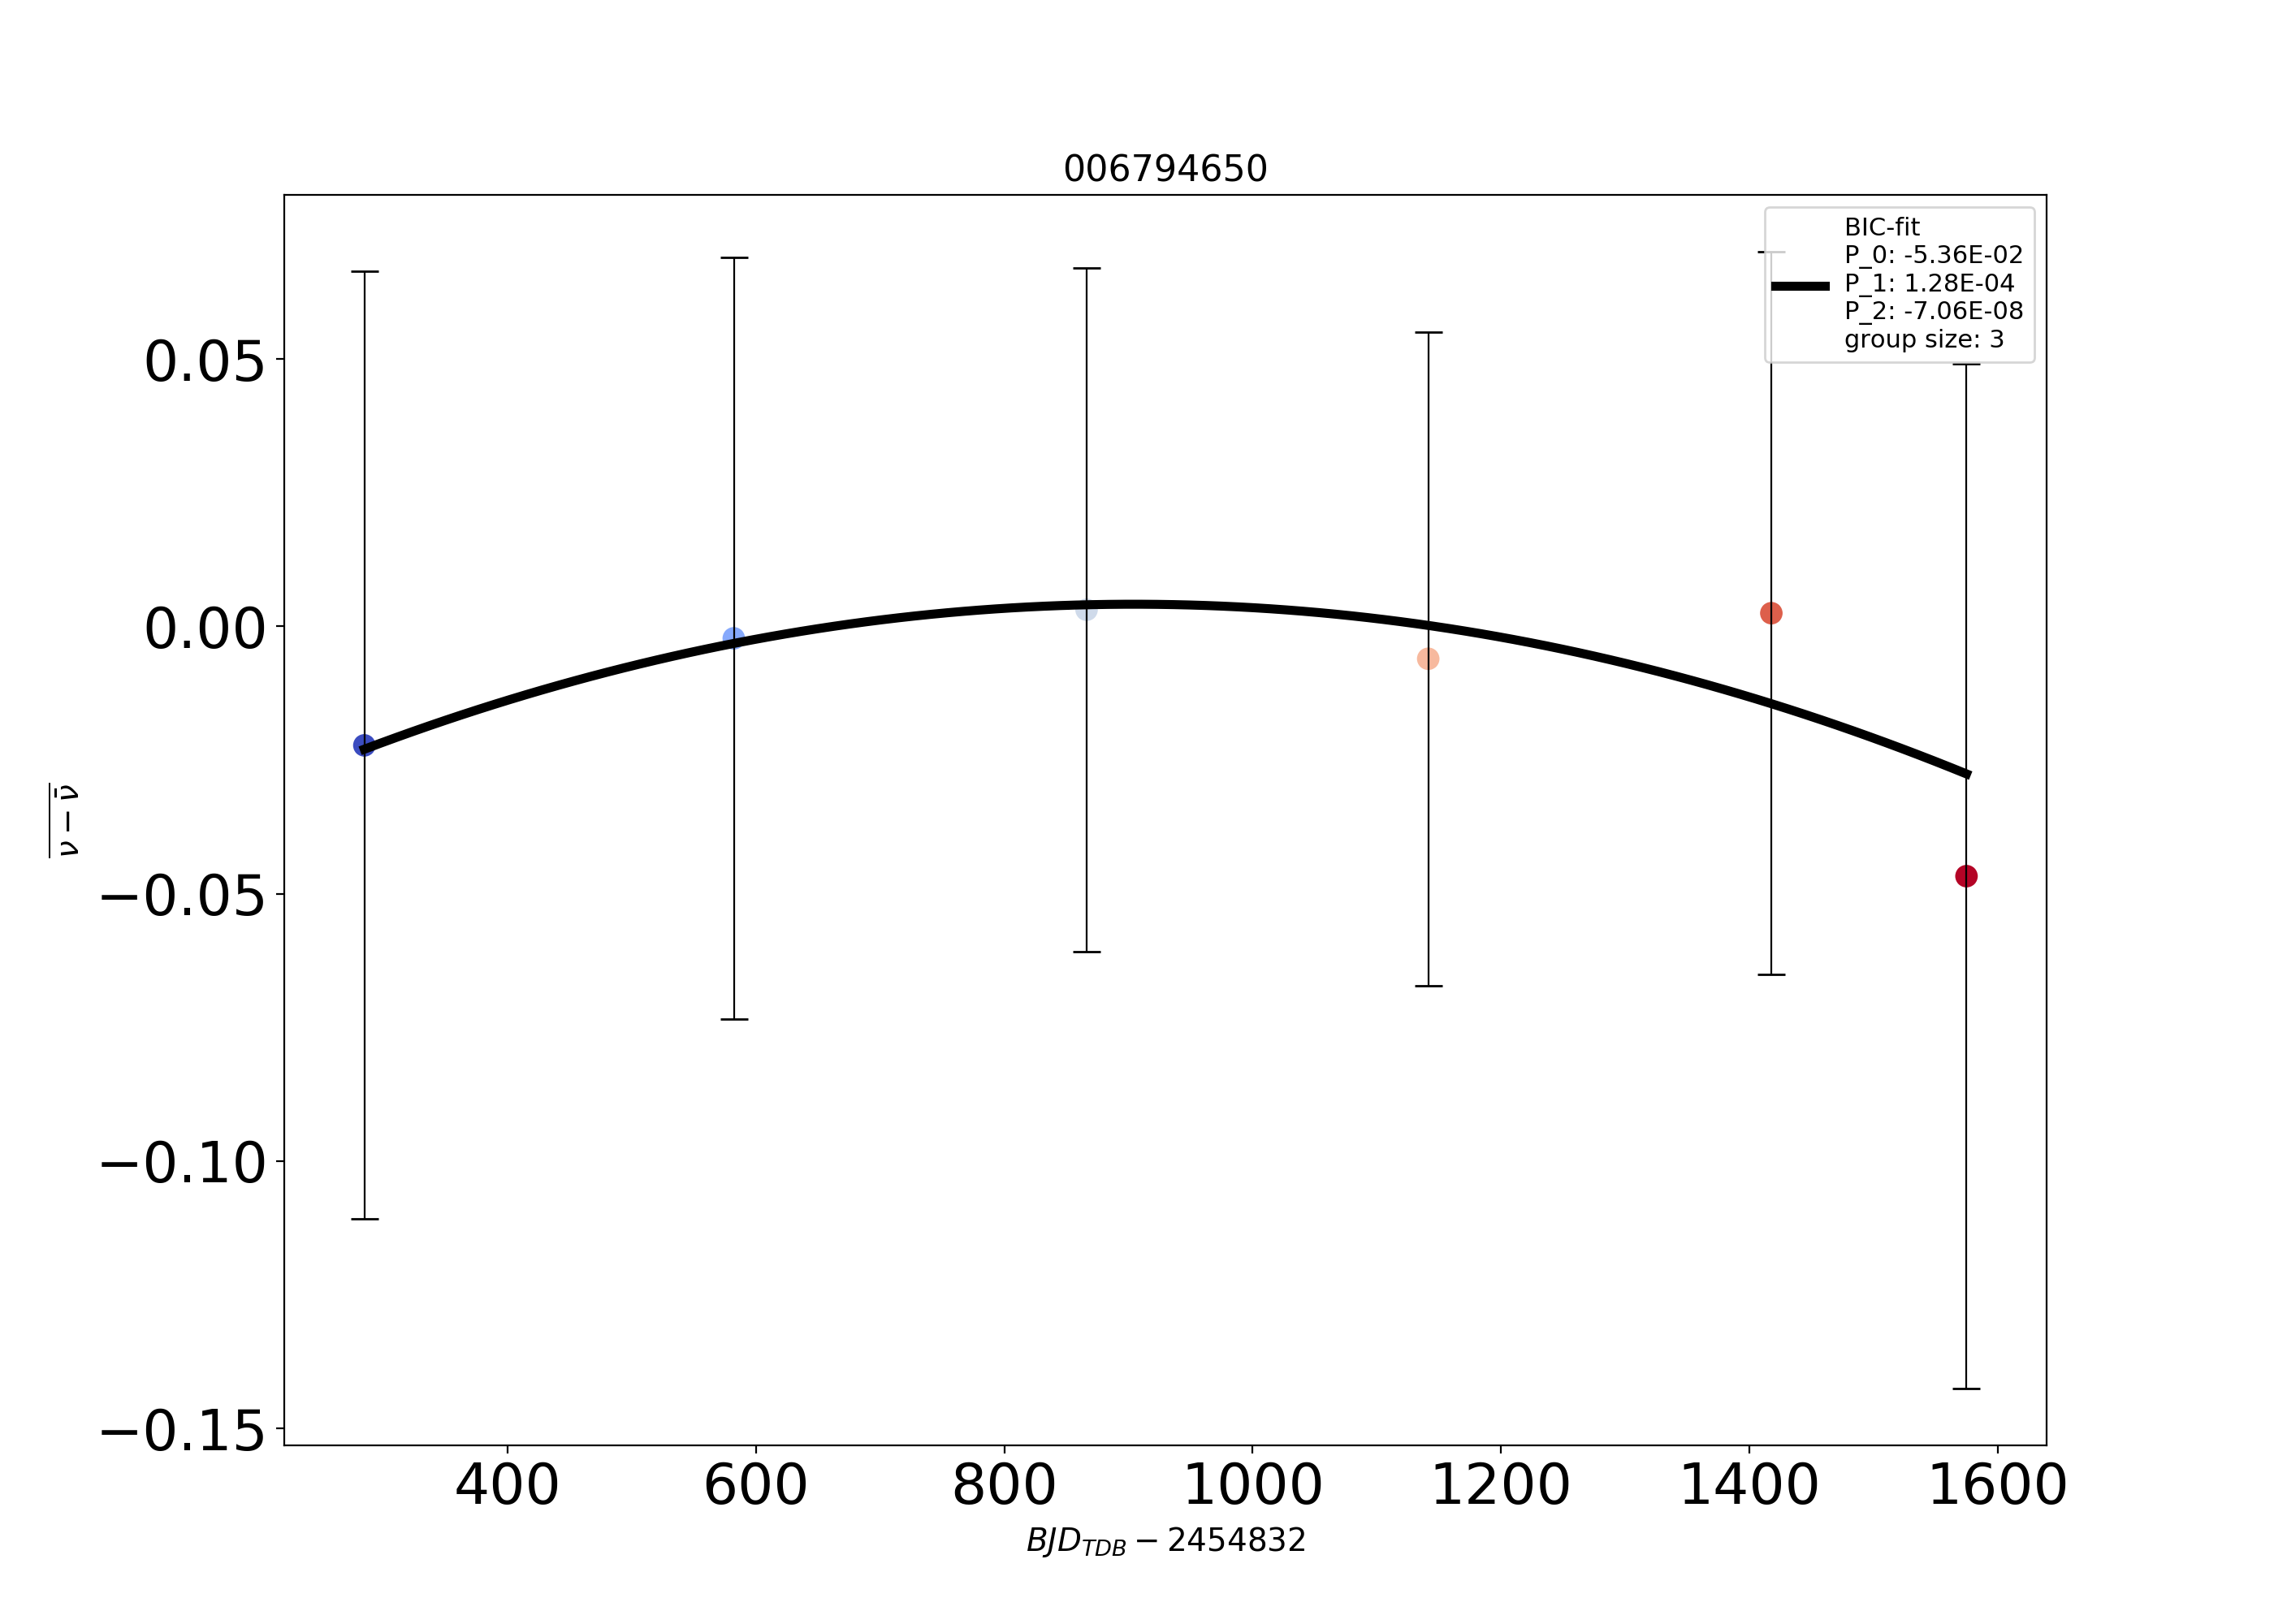 006794650
BIC-fit
P_0: -5.36E-02
P_1: 1.28E-04
P_2: -7.06E-08
group size: 3
0.05
0.00
−0.05
−0.10
−0.15
ν − ν̄
400 600 800 1000 1200 1400 1600
BJD_TDB − 2454832